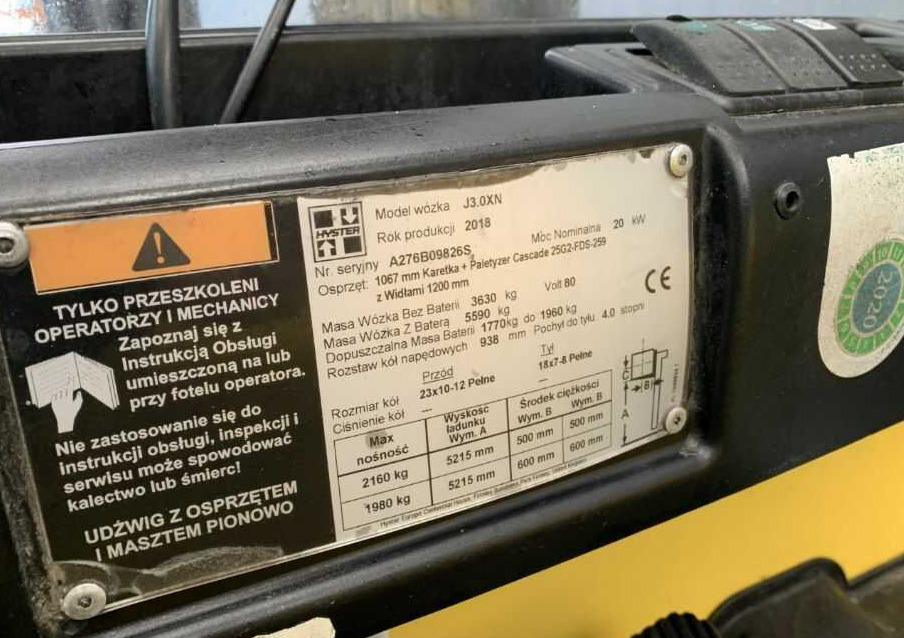 TYLKO PRZESZKOLENI
OPERATORZY I MECHANICY
Zapoznaj się z
Instrukcją Obsługi
umieszczoną na lub
przy fotelu operatora.
Nie zastosowanie się do
Instrukcji obsługi, inspekcji i
serwisu może spowodować
kalectwo lub śmierć!
UDŹWIG Z OSPRZĘTEM
I MASZTEM PIONOWO
HYSTER
Model wózka J3.0XN
Rok produkcji 2018
Moc Nominalna 20 kW
Nr. seryjny A276B09826S
Osprzęt: 1067 mm Karetka + Paletyzer Cascade 25G2-FDS-259
z Widłami 1200 mm
CE
Masa Wózka Bez Baterii 3630 kg Volt 80
Masa Wózka Z Baterą 5590 kg
Dopuszczalna Masa Baterii 1770kg do 1960 kg
Rozstaw kół napędowych 938 mm Pochył do tyłu. 4.0 stopni
Przód Tył
Rozmiar kół 23x10-12 Pełne 18x7-8 Pełne
Ciśnienie kół --- ---
Max nośność Wyskość ładunku Wym. A Środek ciężkości Wym. B Wym. B
2160 kg 5215 mm 500 mm 500 mm
1980 kg 5215 mm 600 mm 600 mm
C
B
A
2020